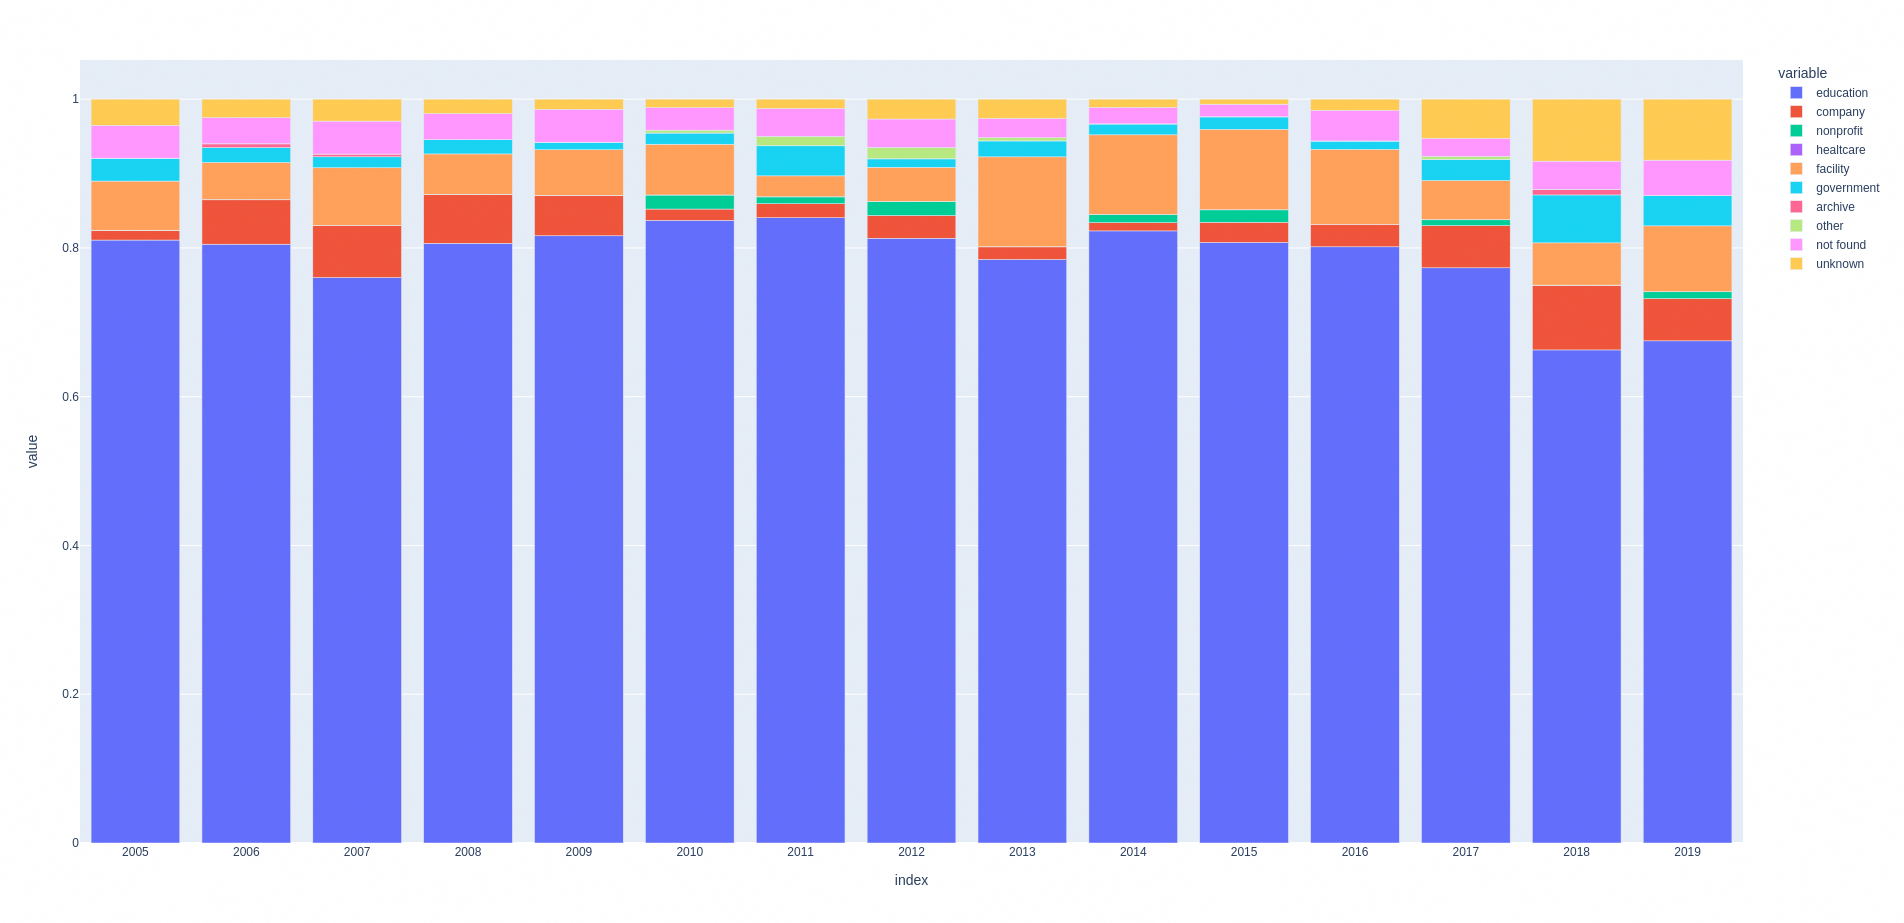 variable
education
company
nonprofit
healtcare
facility
government
archive
other
not found
unknown
value
1
0.8
0.6
0.4
0.2
0
2005 2006 2007 2008 2009 2010 2011 2012 2013 2014 2015 2016 2017 2018 2019
index